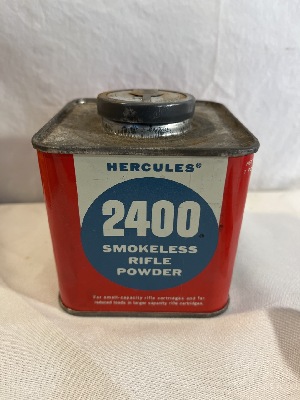 HERCULES®
2400
SMOKELESS
RIFLE
POWDER
For small-capacity rifle cartridges and for
reduced loads in larger capacity rifle cartridges.